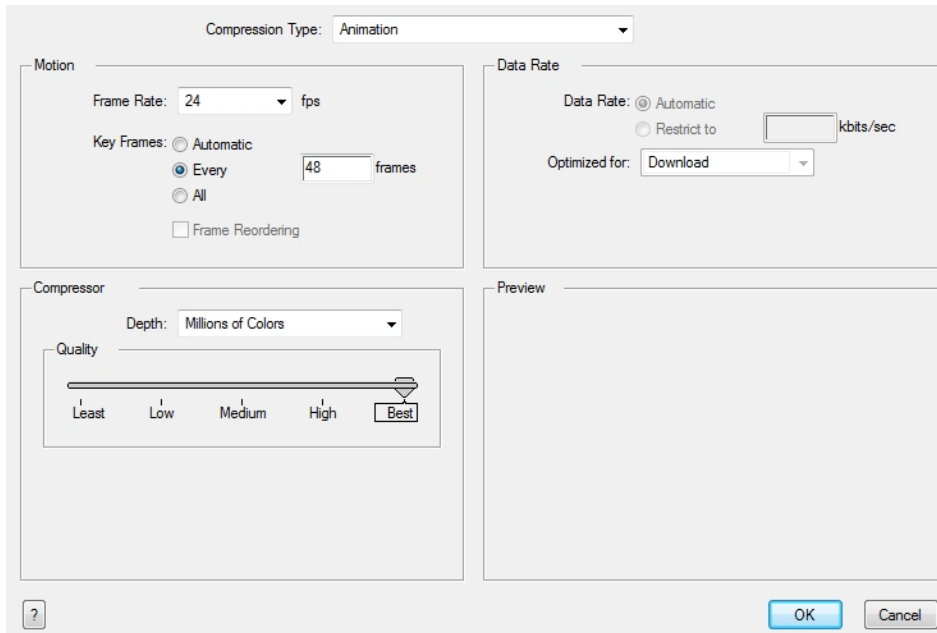 Compression Type: Animation
Motion
Frame Rate: 24 fps
Key Frames: Automatic
Every 48 frames
All
Frame Reordering
Data Rate
Data Rate: Automatic
Restrict to kbits/sec
Optimized for: Download
Compressor
Depth: Millions of Colors
Quality
Least Low Medium High Best
Preview
? OK Cancel